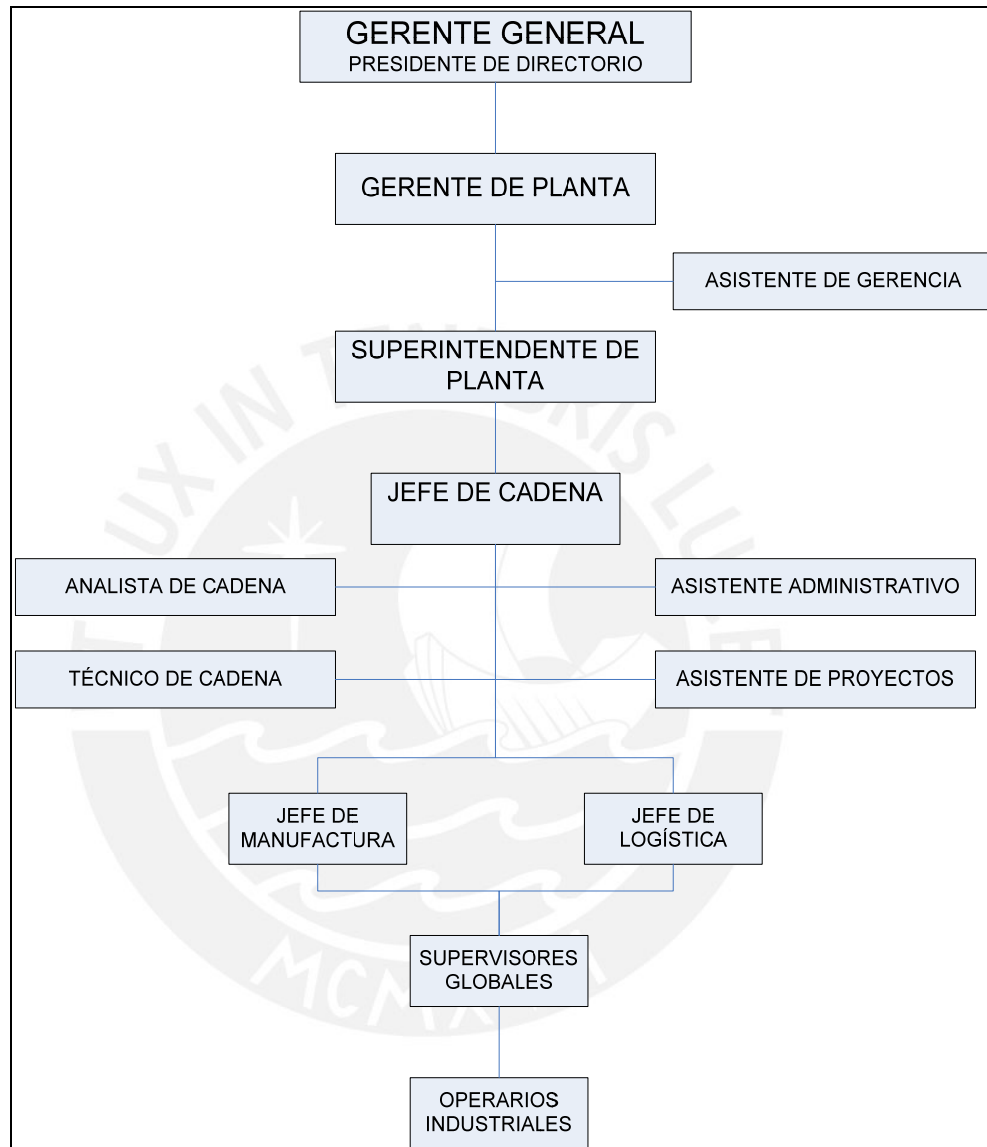 GERENTE GENERAL
PRESIDENTE DE DIRECTORIO
GERENTE DE PLANTA
ASISTENTE DE GERENCIA
SUPERINTENDENTE DE
PLANTA
JEFE DE CADENA
ANALISTA DE CADENA
ASISTENTE ADMINISTRATIVO
TÉCNICO DE CADENA
ASISTENTE DE PROYECTOS
JEFE DE
MANUFACTURA
JEFE DE
LOGÍSTICA
SUPERVISORES
GLOBALES
OPERARIOS
INDUSTRIALES